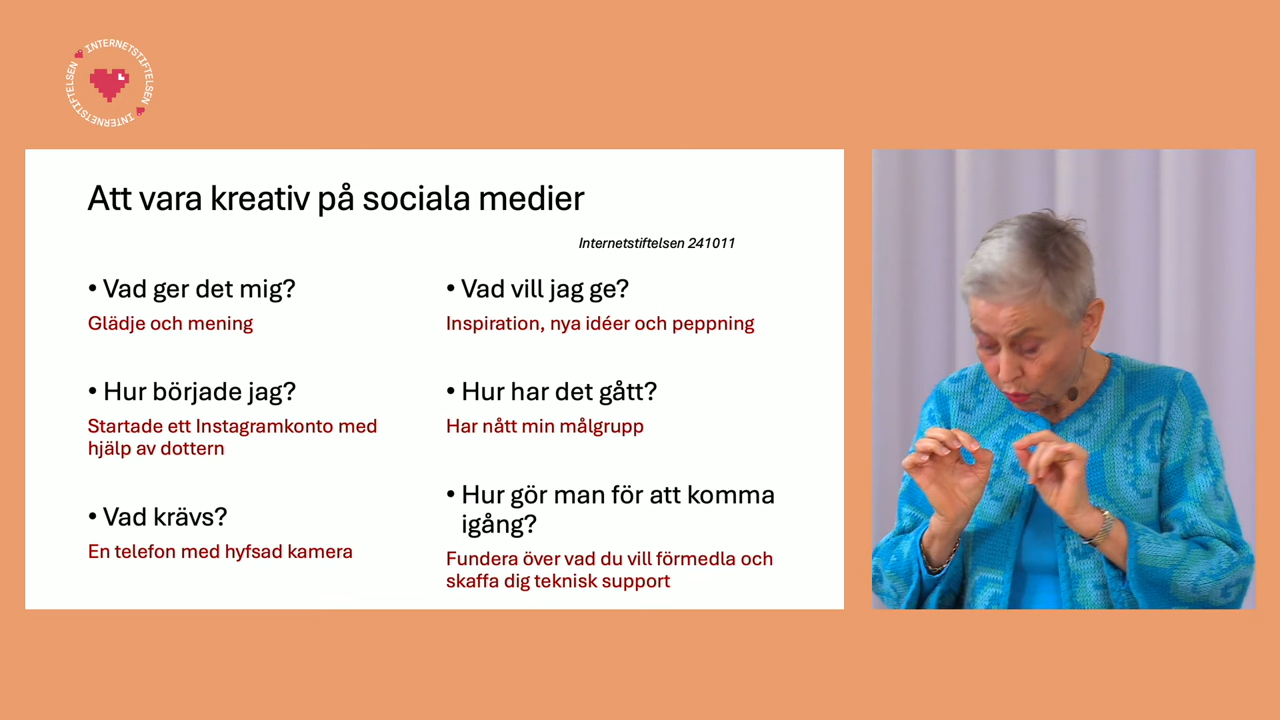 INTERNETSTIFTELSEN INTERNETSTIFTELSEN
Att vara kreativ på sociala medier
Internetstiftelsen 241011
• Vad ger det mig?
Glädje och mening
• Hur började jag?
Startade ett Instagramkonto med
hjälp av dottern
• Vad krävs?
En telefon med hyfsad kamera
• Vad vill jag ge?
Inspiration, nya idéer och peppning
• Hur har det gått?
Har nått min målgrupp
• Hur gör man för att komma
igång?
Fundera över vad du vill förmedla och
skaffa dig teknisk support